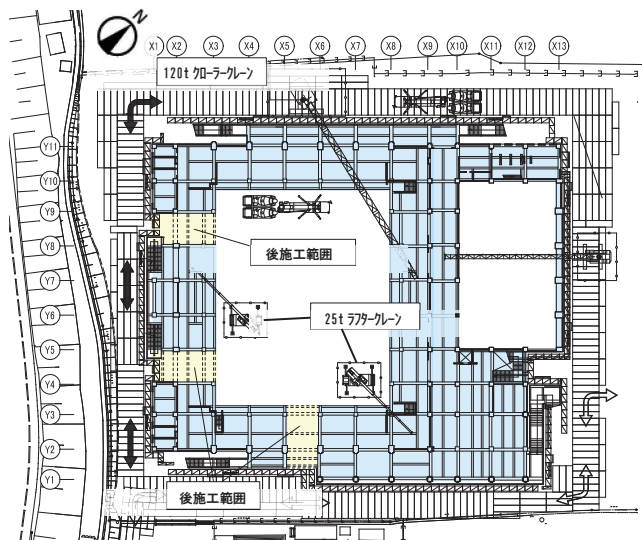 N
X1 X2 X3 X4 X5 X6 X7 X8 X9 X10 X11 X12 X13
120t クローラークレーン
Y11
Y10
Y9
Y8
後施工範囲
Y7
Y6
25t ラフタークレーン
Y5
Y4
Y3
Y2
Y1
後施工範囲